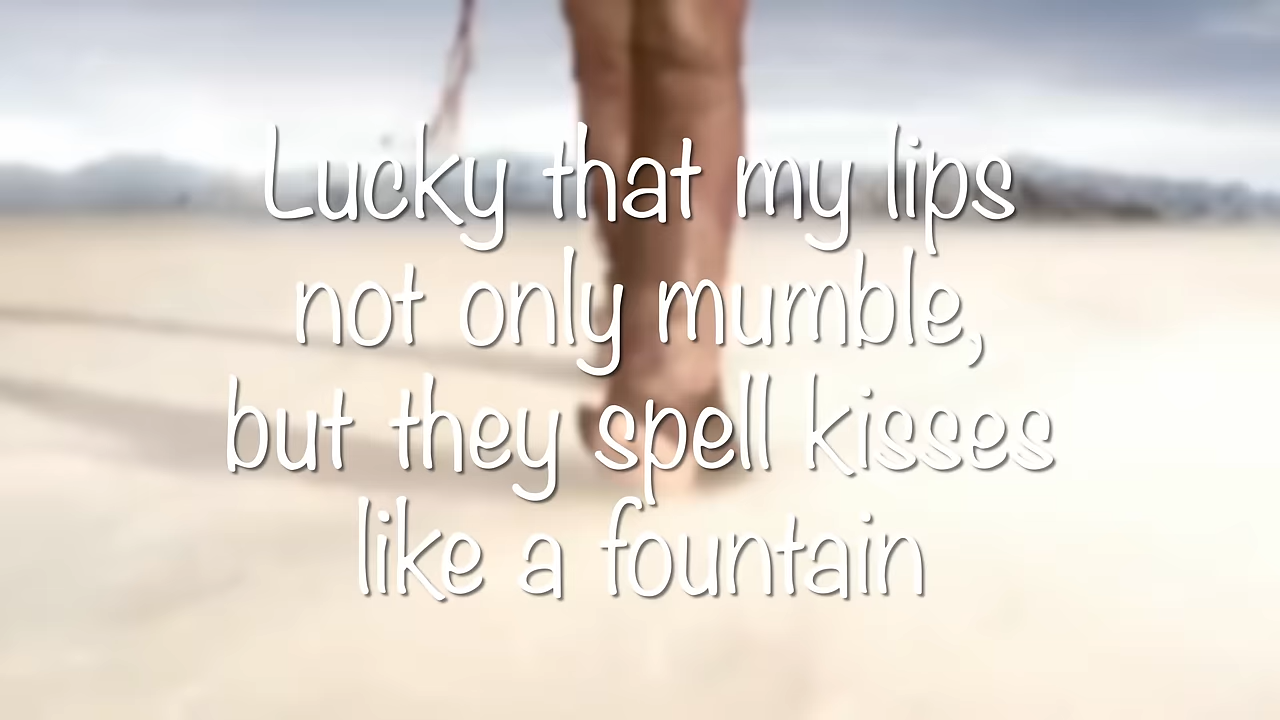 Lucky that my lips
not only mumble,
but they spell kisses
like a fountain